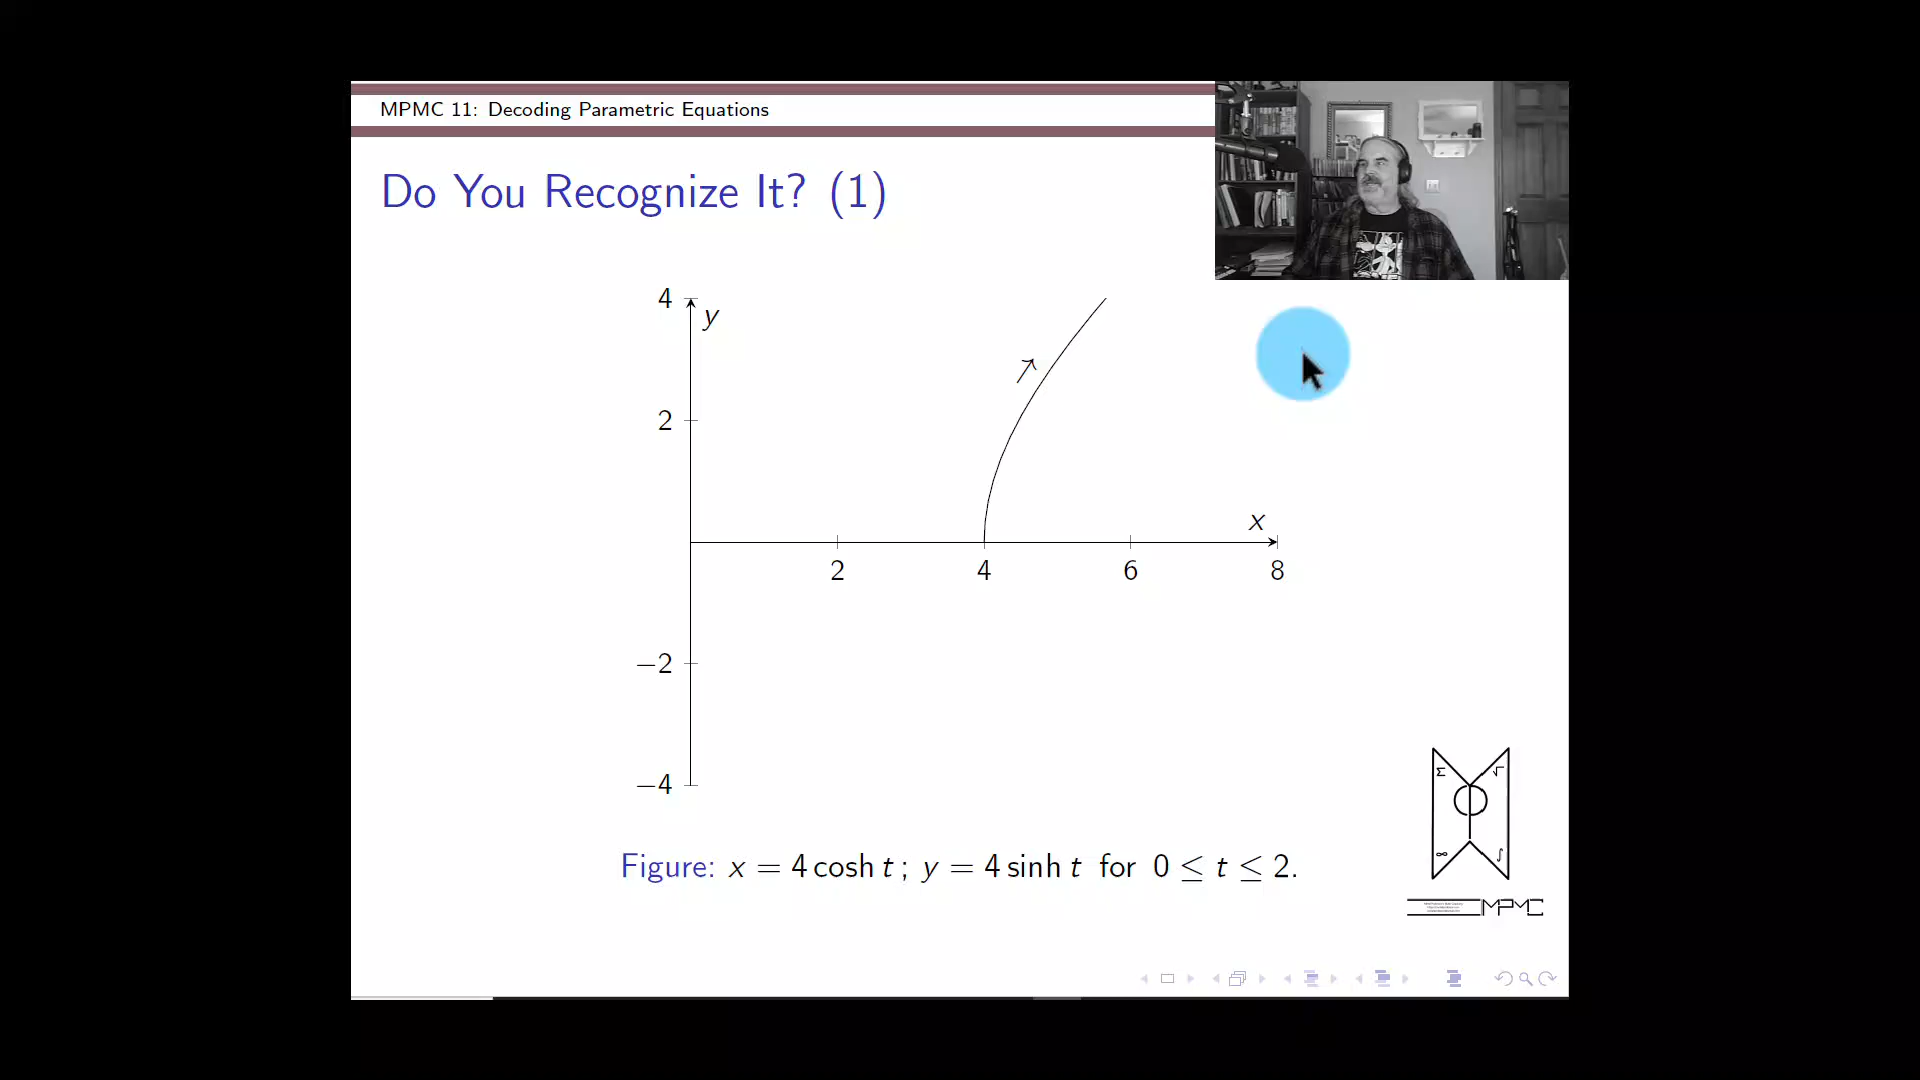 MPMC 11: Decoding Parametric Equations
Do You Recognize It? (1)
4
y
2
x
2 4 6 8
−2
−4
Σ √
∞ ∫
Figure: x = 4 cosh t ; y = 4 sinh t for 0 ≤ t ≤ 2.
MPMC